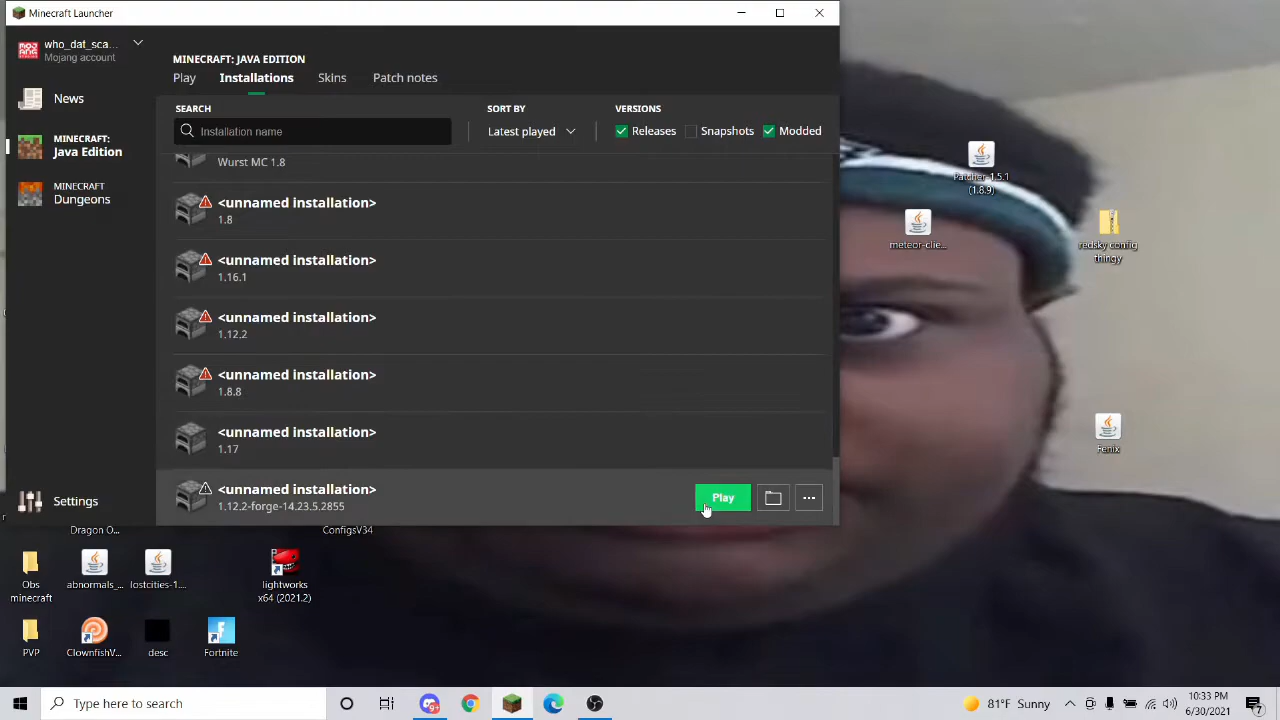 Minecraft Launcher
who_dat_sca...
Mojang account
News
MINECRAFT:
Java Edition
MINECRAFT
Dungeons
Settings
MINECRAFT: JAVA EDITION
Play
Installations
Skins
Patch notes
SEARCH
SORT BY
VERSIONS
Installation name
Latest played
Releases
Snapshots
Modded
Wurst MC 1.8
<unnamed installation>
1.8
<unnamed installation>
1.16.1
<unnamed installation>
1.12.2
<unnamed installation>
1.8.8
<unnamed installation>
1.17
<unnamed installation>
1.12.2-forge-14.23.5.2855
Play
Patcher-1.5.1
(1.8.9)
meteor-clie...
redsky config
thingy
Fenix
Dragon O...
ConfigsV34
Obs
minecraft
abnormals_...
lostcities-1....
lightworks
x64 (2021.2)
PVP
ClownfishV...
desc
Fortnite
Type here to search
9+
81°F Sunny
10:33 PM
6/30/2021
7